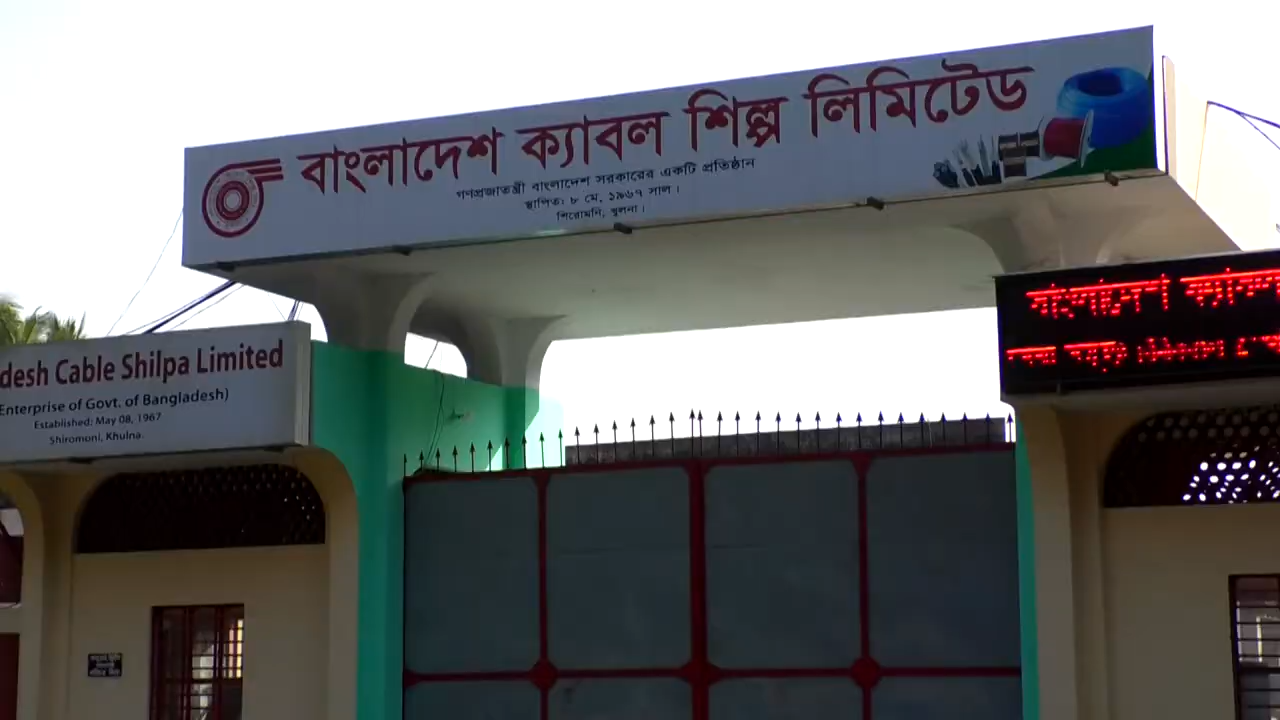 বাংলাদেশ ক্যাবল শিল্প লিমিটেড
গণপ্রজাতন্ত্রী বাংলাদেশ সরকারের একটি প্রতিষ্ঠান
স্থাপিতঃ ৮ মে, ১৯৬৭ সাল।
শিরোমণি, খুলনা।
desh Cable Shilpa Limited
Enterprise of Govt. of Bangladesh)
Established: May 08, 1967
Shiromoni, Khulna.
বাংলাদেশ